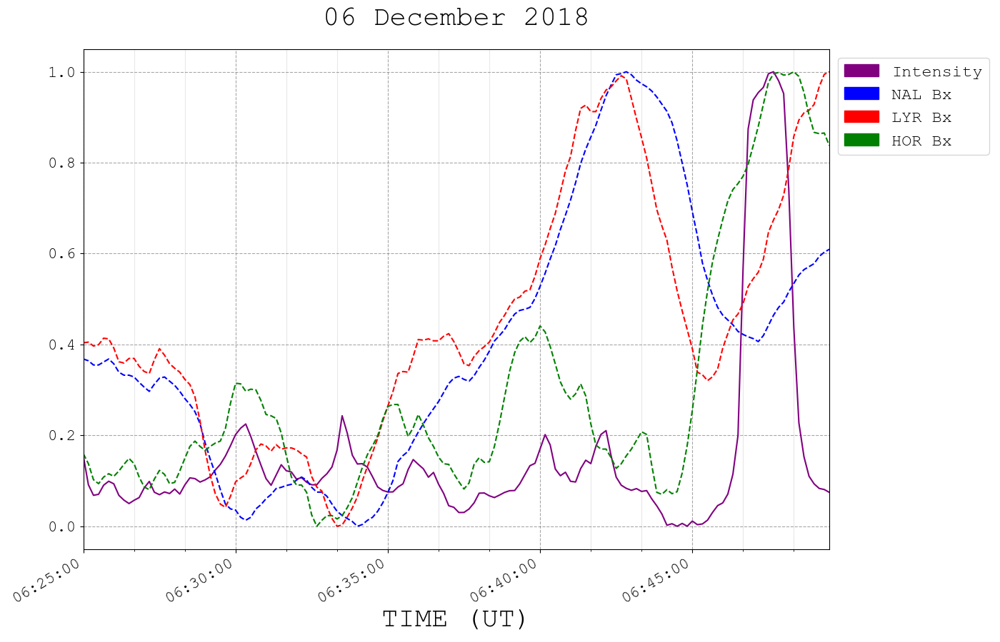 06 December 2018
Intensity
NAL Bx
LYR Bx
HOR Bx
1.0
0.8
0.6
0.4
0.2
0.0
06:25:00
06:30:00
06:35:00
06:40:00
06:45:00
TIME (UT)